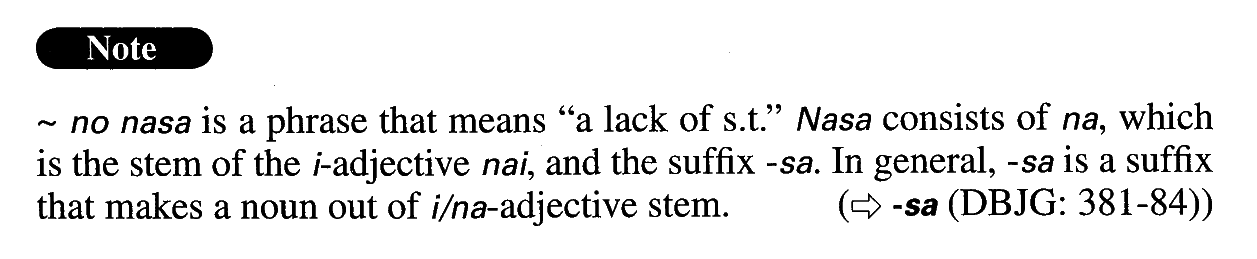 Note
~ no nasa is a phrase that means “a lack of s.t.” Nasa consists of na, which
is the stem of the i-adjective nai, and the suffix -sa. In general, -sa is a suffix
that makes a noun out of i/na-adjective stem. (⇨ -sa (DBJG: 381-84))